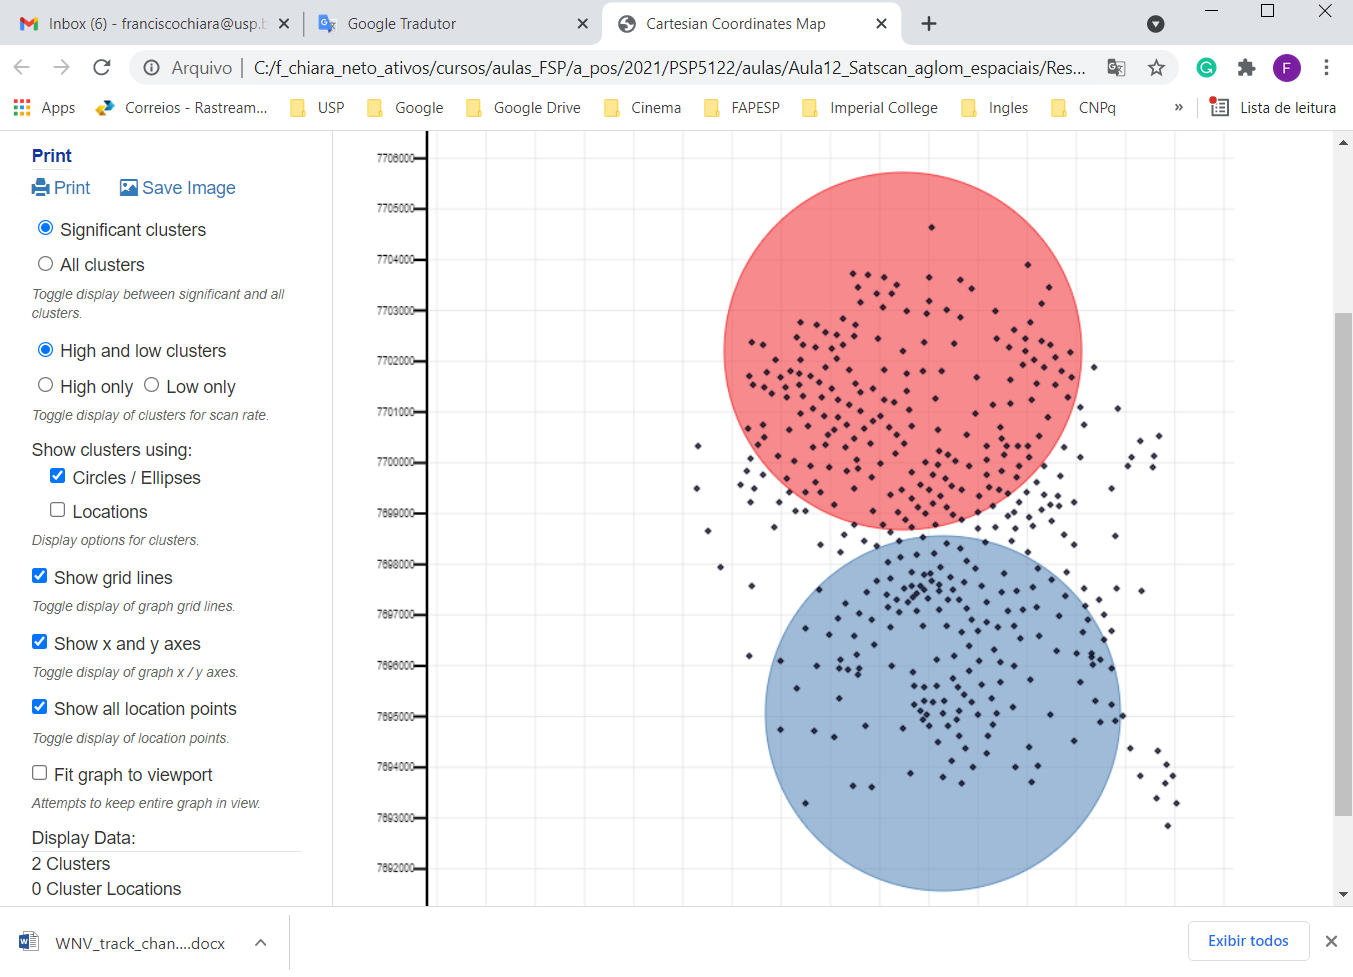 Inbox (6) - franciscochiara@usp.b
Google Tradutor
Cartesian Coordinates Map
Arquivo
C:/f_chiara_neto_ativos/cursos/aulas_FSP/a_pos/2021/PSP5122/aulas/Aula12_Satscan_aglom_espaciais/Res...
G
F
Apps
Correios - Rastream...
USP
Google
Google Drive
Cinema
FAPESP
Imperial College
Ingles
CNPq
»
Lista de leitura
Print
Print
Save Image
Significant clusters
All clusters
Toggle display between significant and all
clusters.
High and low clusters
High only
Low only
Toggle display of clusters for scan rate.
Show clusters using:
Circles / Ellipses
Locations
Display options for clusters.
Show grid lines
Toggle display of graph grid lines.
Show x and y axes
Toggle display of graph x / y axes.
Show all location points
Toggle display of location points.
Fit graph to viewport
Attempts to keep entire graph in view.
Display Data:
2 Clusters
0 Cluster Locations
7706000
7705000
7704000
7703000
7702000
7701000
7700000
7699000
7698000
7697000
7696000
7695000
7694000
7693000
7692000
WNV_track_chan....docx
Exibir todos